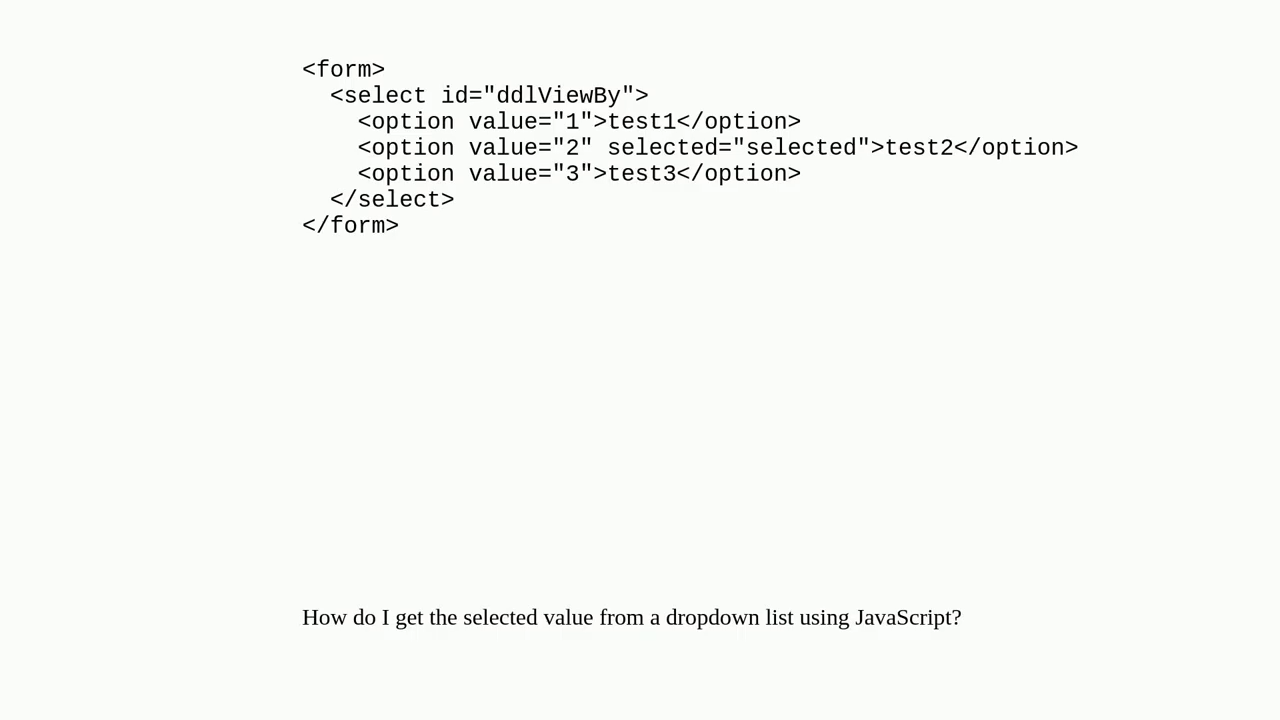 <form>
  <select id="ddlViewBy">
    <option value="1">test1</option>
    <option value="2" selected="selected">test2</option>
    <option value="3">test3</option>
  </select>
</form>
How do I get the selected value from a dropdown list using JavaScript?